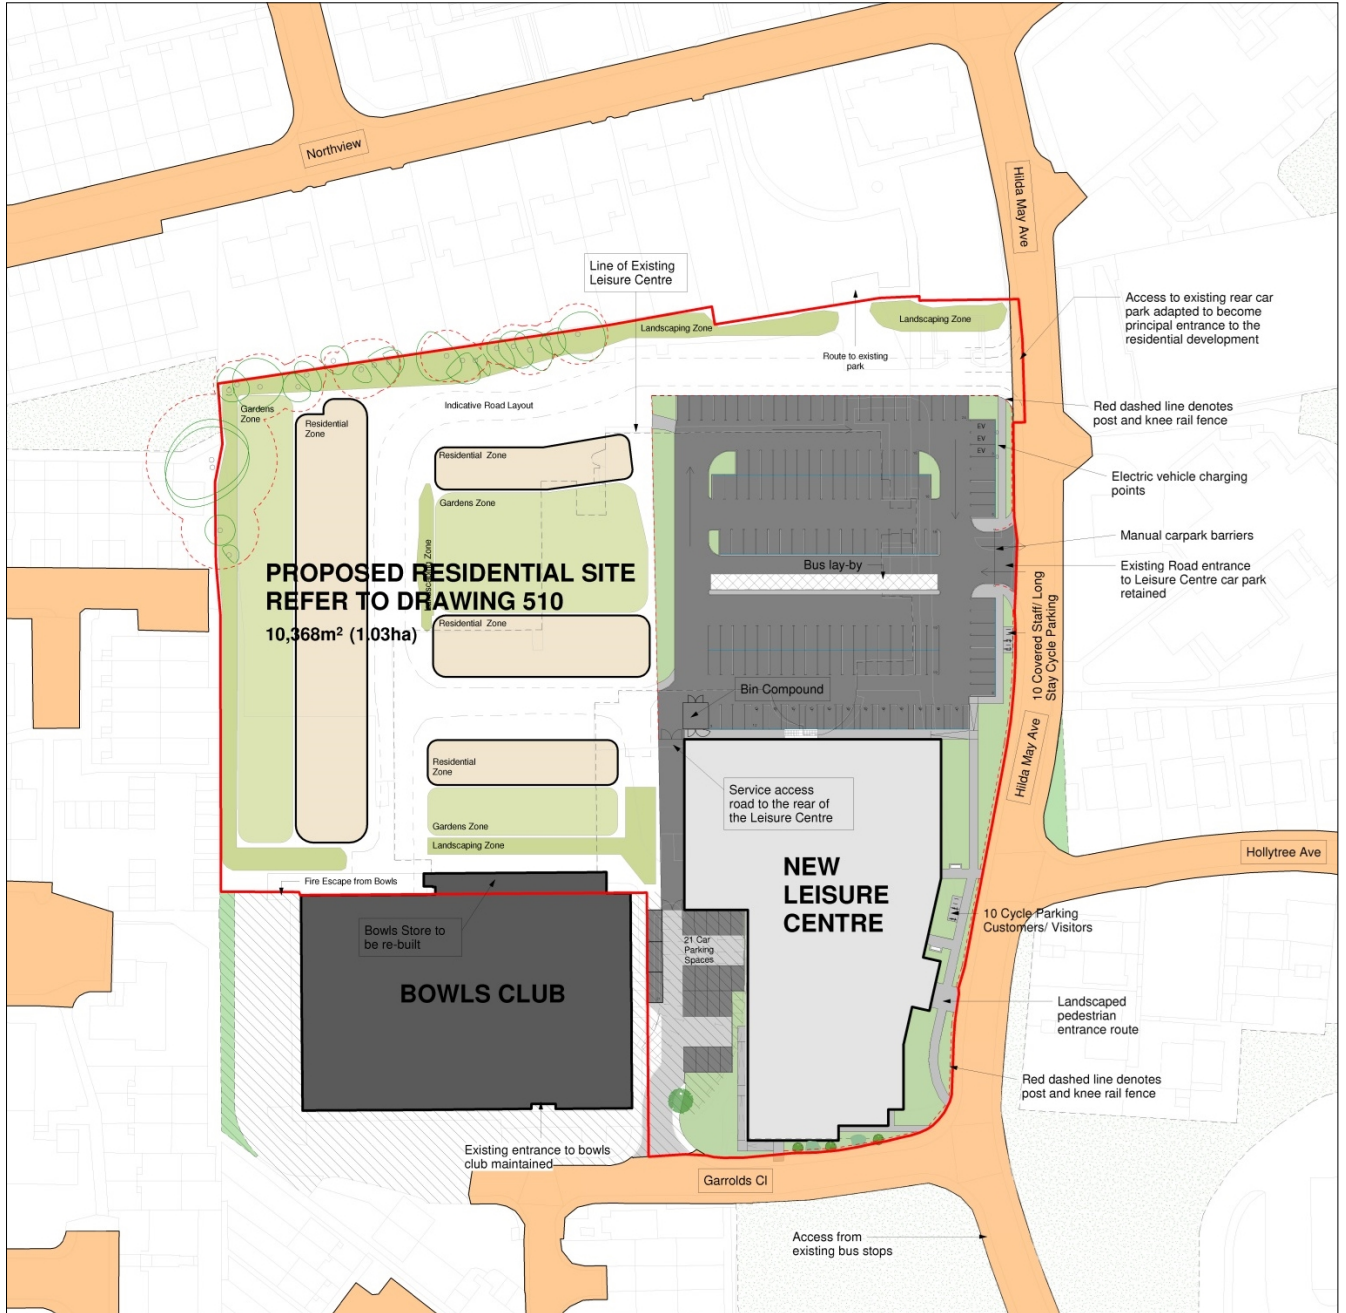 Northview
Hilda May Ave
Line of Existing
Leisure Centre
Access to existing rear car
park adapted to become
principal entrance to the
residential development
Landscaping Zone
Landscaping Zone
Route to existing
park
Gardens
Zone
Residential
Zone
Indicative Road Layout
Red dashed line denotes
post and knee rail fence
EV
EV
EV
Residential Zone
Electric vehicle charging
points
Gardens Zone
Landscaping Zone
Manual carpark barriers
Bus lay-by
Existing Road entrance
to Leisure Centre car park
retained
PROPOSED RESIDENTIAL SITE
REFER TO DRAWING 510
10,368m² (1.03ha)
Residential Zone
10 Covered Staff/ Long
Stay Cycle Parking
Bin Compound
Hilda May Ave
Residential
Zone
Service access
road to the rear of
the Leisure Centre
Gardens Zone
Landscaping Zone
Hollytree Ave
NEW
LEISURE
CENTRE
Fire Escape from Bowls
Bowls Store to
be re-built
10 Cycle Parking
Customers/ Visitors
21 Car
Parking
Spaces
BOWLS CLUB
Landscaped
pedestrian
entrance route
Red dashed line denotes
post and knee rail fence
Existing entrance to bowls
club maintained
Garrolds Cl
Access from
existing bus stops